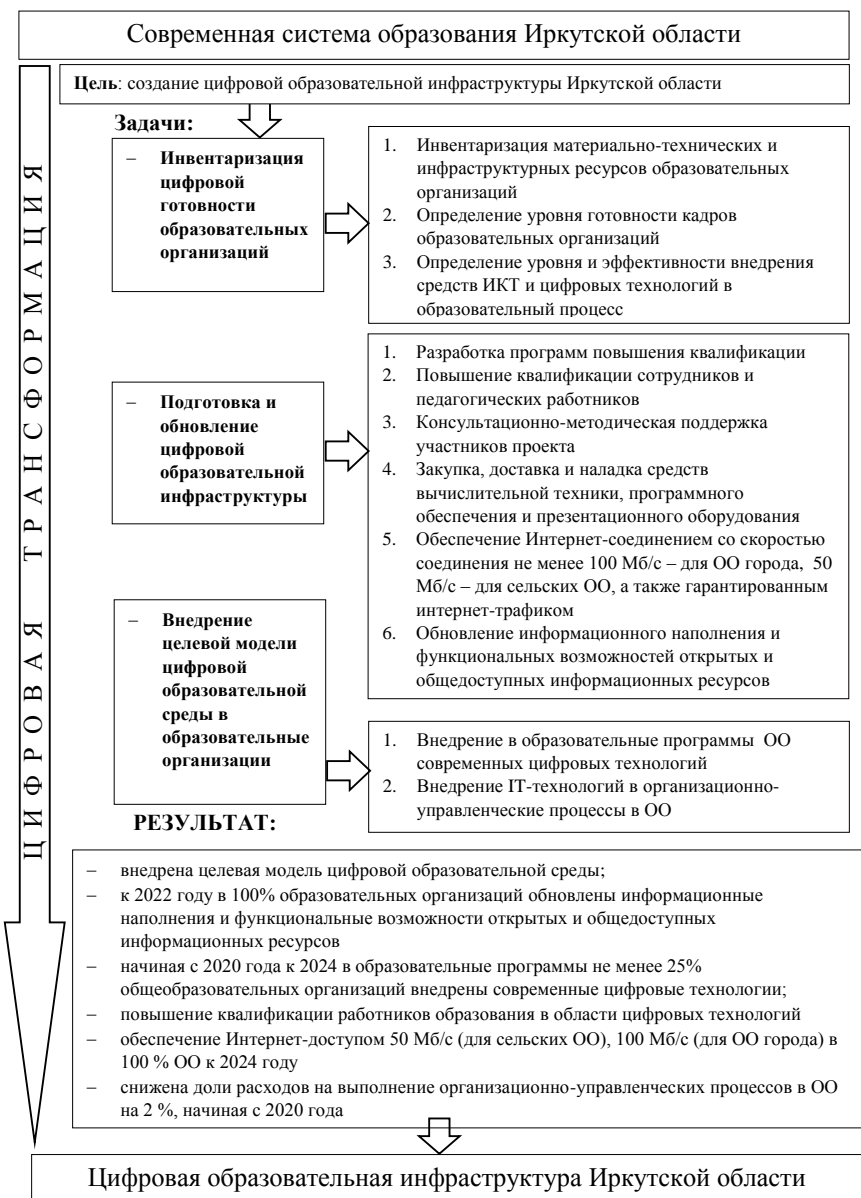 Современная система образования Иркутской области
Цель: создание цифровой образовательной инфраструктуры Иркутской области
ЦИФРОВАЯ ТРАНСФОРМАЦИЯ
Задачи:
– Инвентаризация
цифровой
готовности
образовательных
организаций
1. Инвентаризация материально-технических и
инфраструктурных ресурсов образовательных
организаций
2. Определение уровня готовности кадров
образовательных организаций
3. Определение уровня и эффективности внедрения
средств ИКТ и цифровых технологий в
образовательный процесс
– Подготовка и
обновление
цифровой
образовательной
инфраструктуры
1. Разработка программ повышения квалификации
2. Повышение квалификации сотрудников и
педагогических работников
3. Консультационно-методическая поддержка
участников проекта
4. Закупка, доставка и наладка средств
вычислительной техники, программного
обеспечения и презентационного оборудования
5. Обеспечение Интернет-соединением со скоростью
соединения не менее 100 Мб/с – для ОО города, 50
Мб/с – для сельских ОО, а также гарантированным
интернет-трафиком
6. Обновление информационного наполнения и
функциональных возможностей открытых и
общедоступных информационных ресурсов
– Внедрение
целевой модели
цифровой
образовательной
среды в
образовательные
организации
1. Внедрение в образовательные программы ОО
современных цифровых технологий
2. Внедрение IT-технологий в организационно-
управленческие процессы в ОО
РЕЗУЛЬТАТ:
– внедрена целевая модель цифровой образовательной среды;
– к 2022 году в 100% образовательных организаций обновлены информационные
наполнения и функциональные возможности открытых и общедоступных
информационных ресурсов
– начиная с 2020 года к 2024 в образовательные программы не менее 25%
общеобразовательных организаций внедрены современные цифровые технологии;
– повышение квалификации работников образования в области цифровых технологий
– обеспечение Интернет-доступом 50 Мб/с (для сельских ОО), 100 Мб/с (для ОО города) в
100 % ОО к 2024 году
– снижена доли расходов на выполнение организационно-управленческих процессов в ОО
на 2 %, начиная с 2020 года
Цифровая образовательная инфраструктура Иркутской области